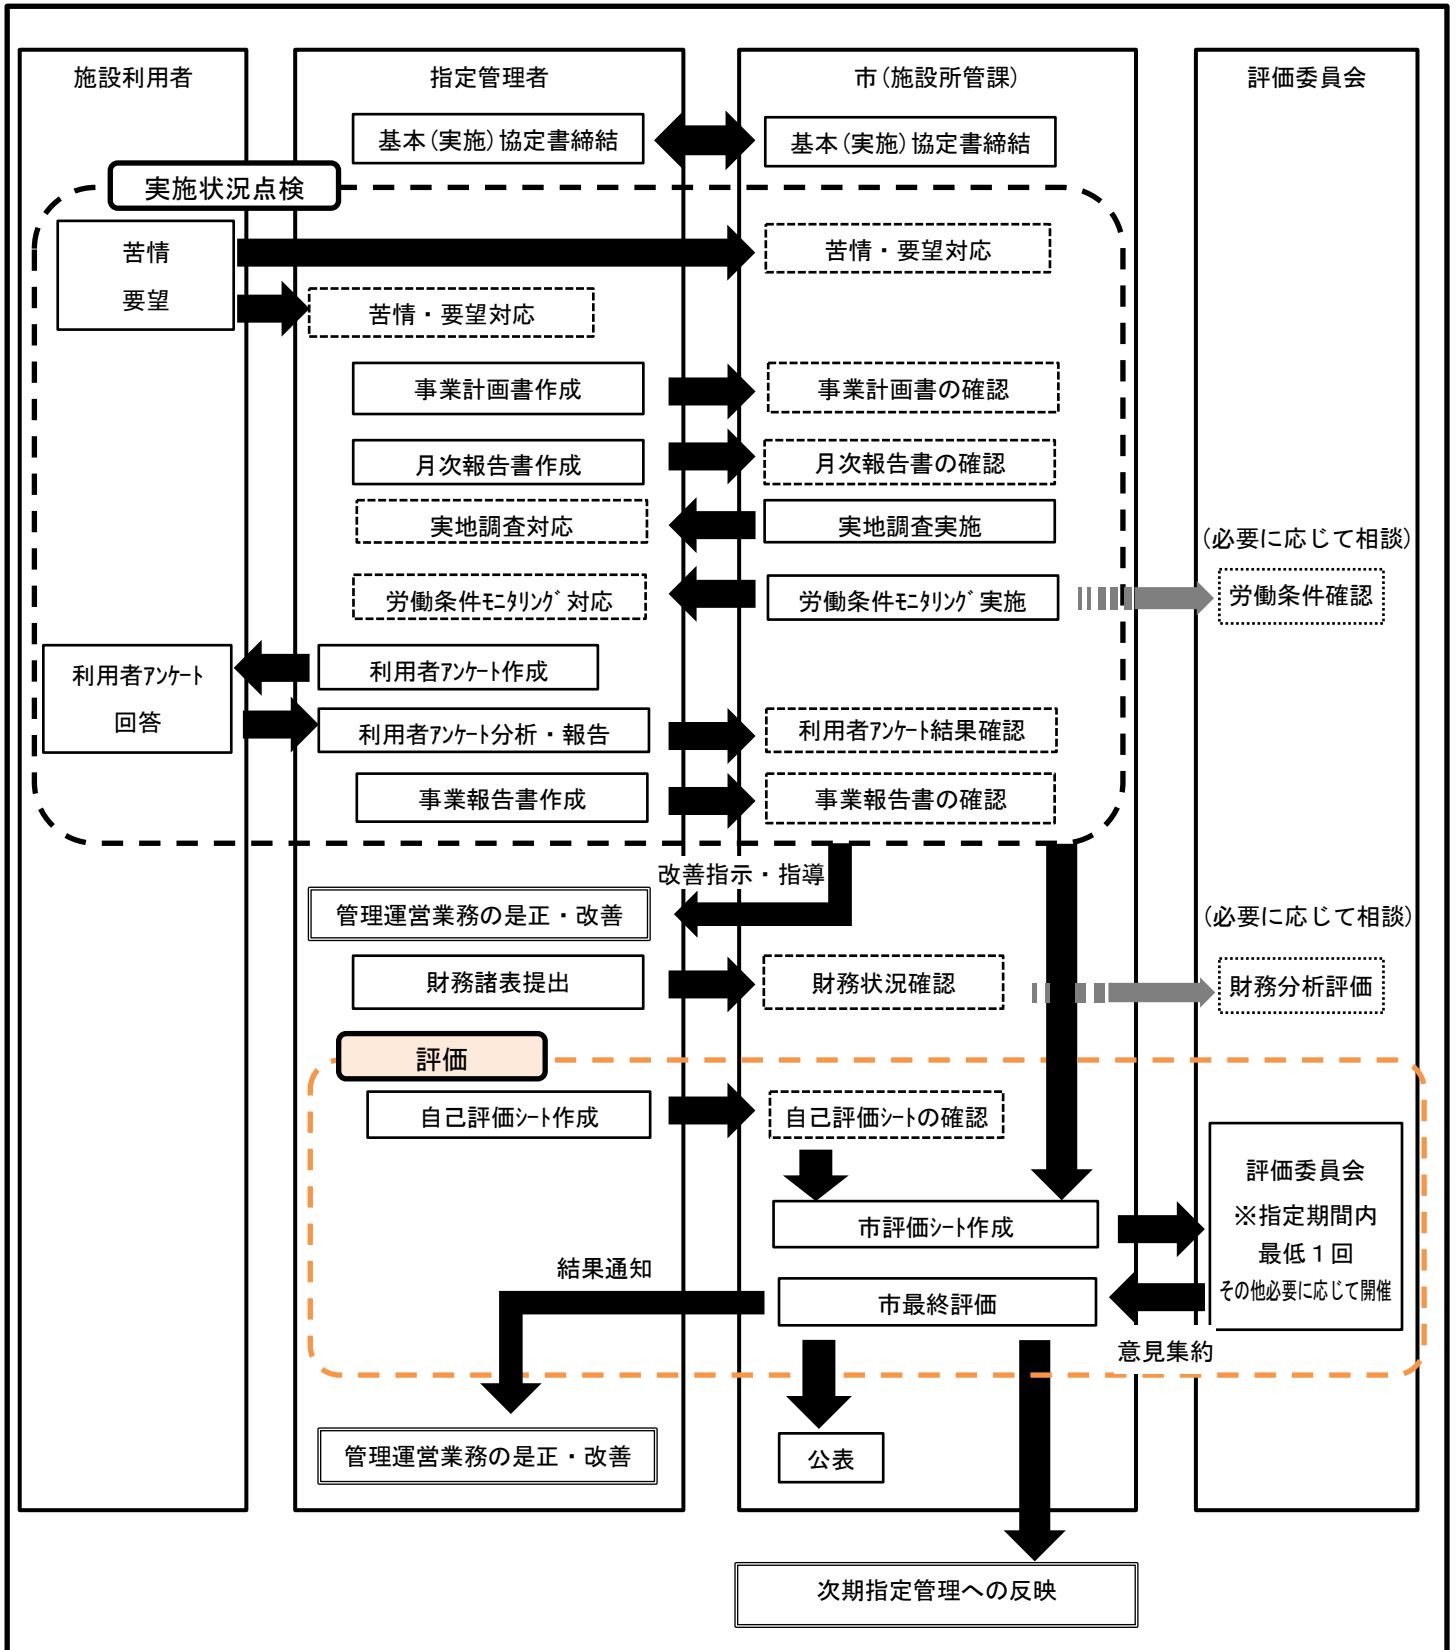 施設利用者
指定管理者
市(施設所管課)
評価委員会
基本(実施)協定書締結
基本(実施)協定書締結
実施状況点検
苦情
要望
苦情・要望対応
苦情・要望対応
事業計画書作成
事業計画書の確認
月次報告書作成
月次報告書の確認
実地調査対応
実地調査実施
(必要に応じて相談)
労働条件ﾓﾆﾀﾘﾝｸﾞ対応
労働条件ﾓﾆﾀﾘﾝｸﾞ実施
労働条件確認
利用者ｱﾝｹｰﾄ
回答
利用者ｱﾝｹｰﾄ作成
利用者ｱﾝｹｰﾄ分析・報告
利用者ｱﾝｹｰﾄ結果確認
事業報告書作成
事業報告書の確認
改善指示・指導
管理運営業務の是正・改善
(必要に応じて相談)
財務諸表提出
財務状況確認
財務分析評価
評価
自己評価ｼｰﾄ作成
自己評価ｼｰﾄの確認
市評価ｼｰﾄ作成
評価委員会
※指定期間内
最低１回
その他必要に応じて開催
結果通知
市最終評価
意見集約
管理運営業務の是正・改善
公表
次期指定管理への反映